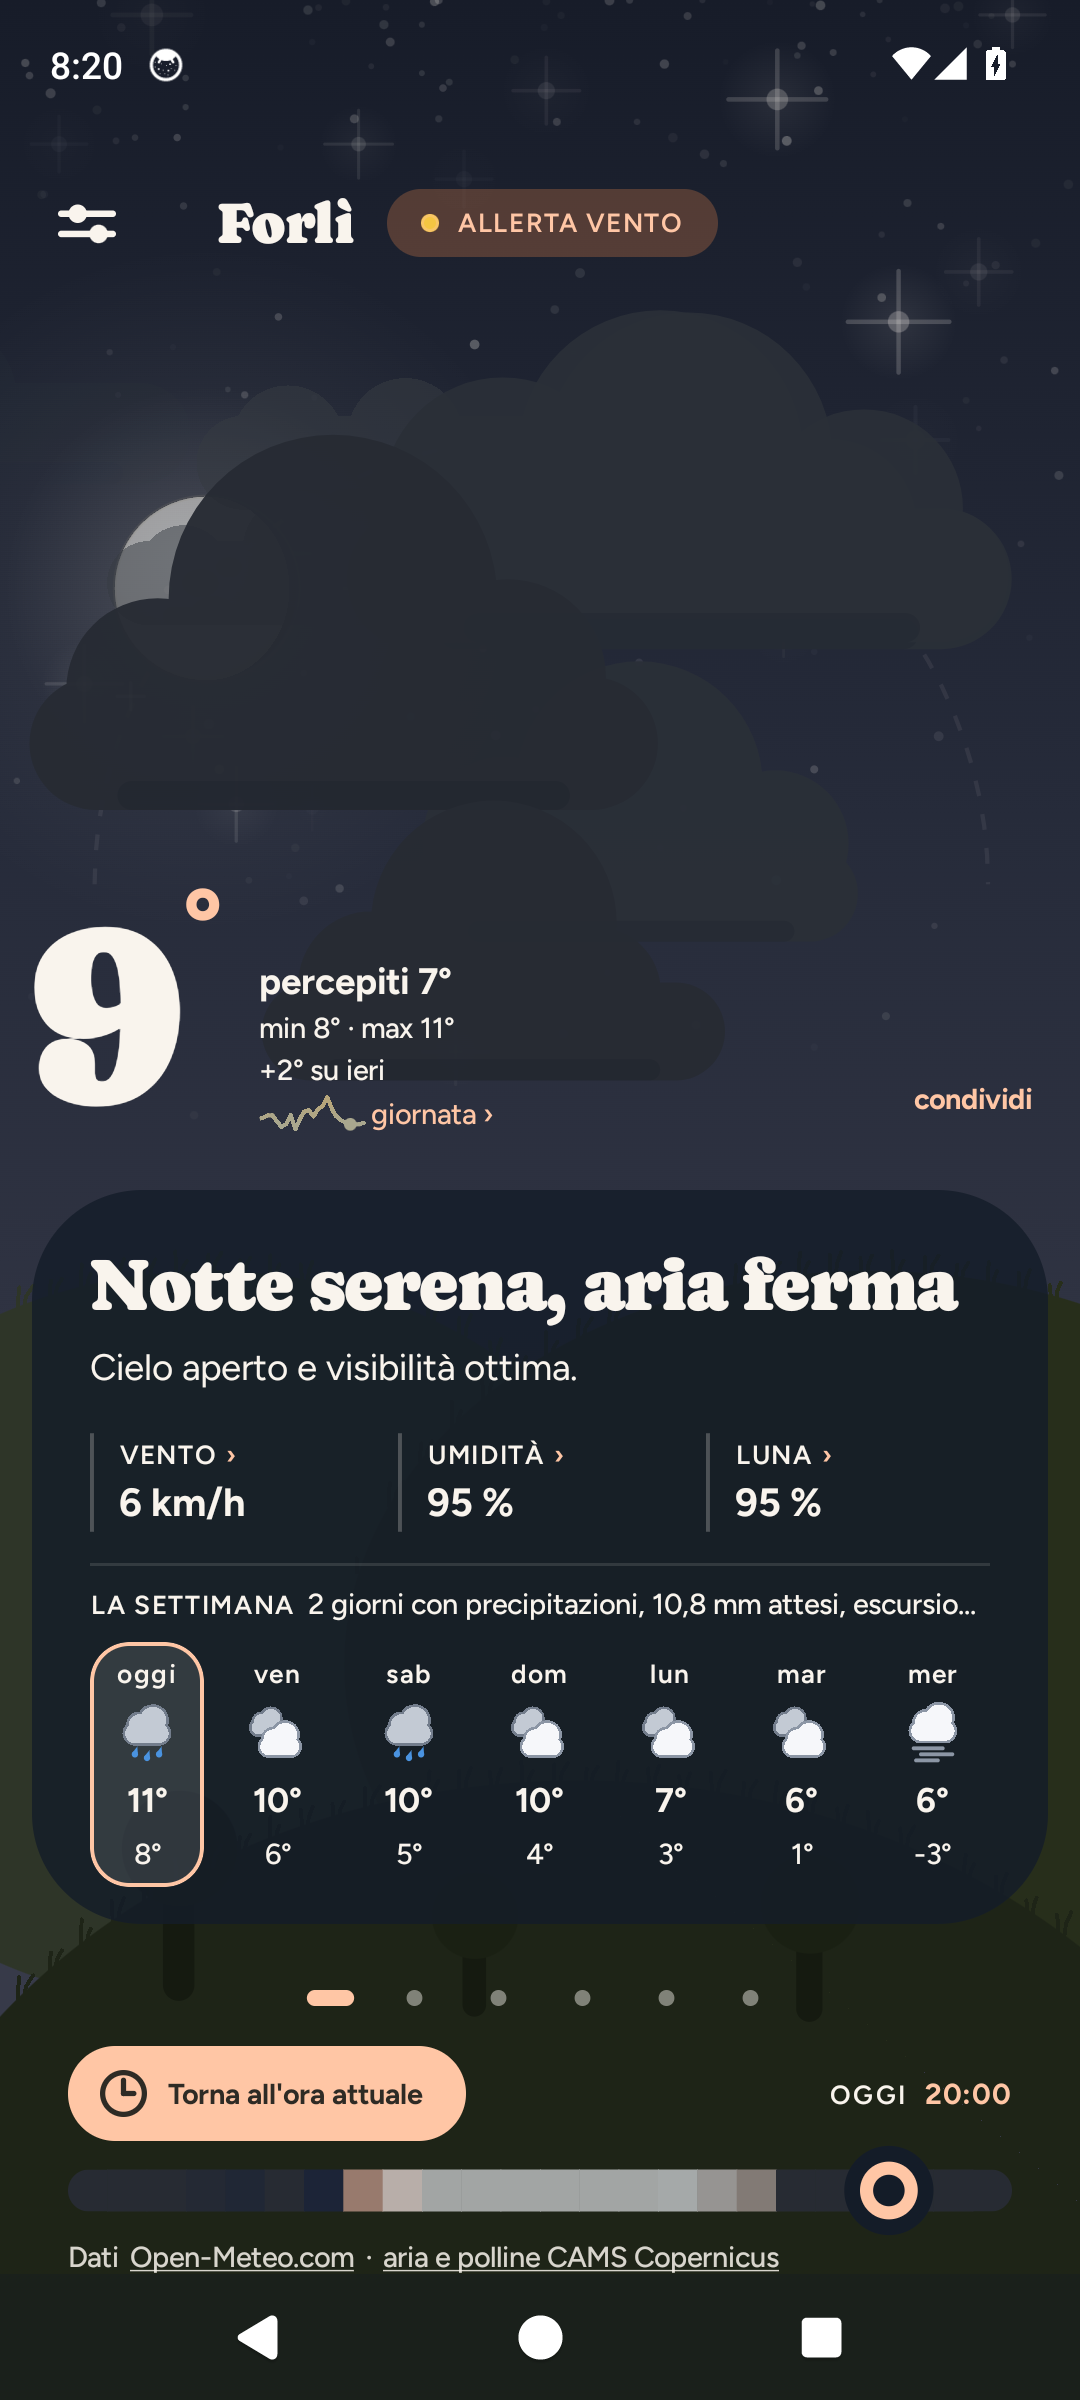 8:20
Forlì
ALLERTA VENTO
9°
percepiti 7°
min 8° · max 11°
+2° su ieri
giornata ›
condividi
Notte serena, aria ferma
Cielo aperto e visibilità ottima.
VENTO › UMIDITÀ › LUNA ›
6 km/h 95 % 95 %
LA SETTIMANA 2 giorni con precipitazioni, 10,8 mm attesi, escursio...
oggi ven sab dom lun mar mer
11° 10° 10° 10° 7° 6° 6°
8° 6° 5° 4° 3° 1° -3°
Torna all'ora attuale
OGGI 20:00
Dati Open-Meteo.com · aria e polline CAMS Copernicus